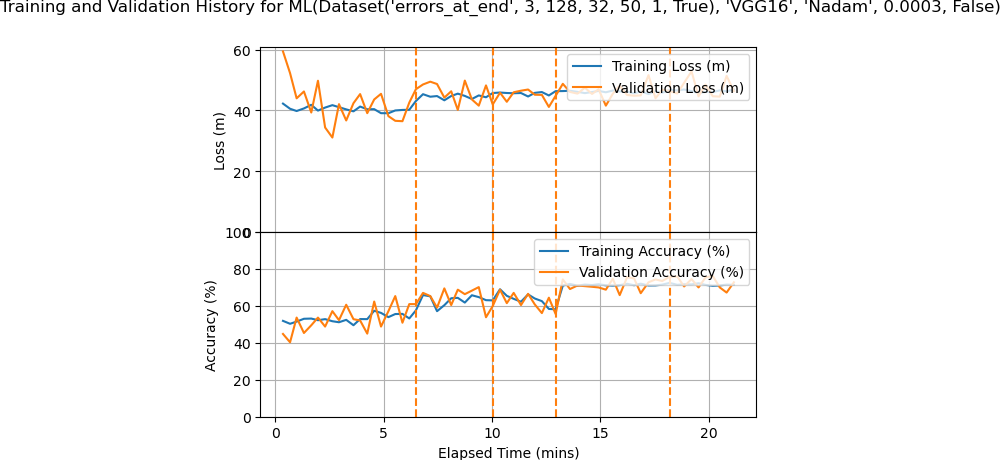 Training and Validation History for ML(Dataset('errors_at_end', 3, 128, 32, 50, 1, True), 'VGG16', 'Nadam', 0.0003, False)
60
40
20
0
Loss (m)
Training Loss (m)
Validation Loss (m)
100
80
60
40
20
0
Accuracy (%)
Training Accuracy (%)
Validation Accuracy (%)
0 5 10 15 20
Elapsed Time (mins)